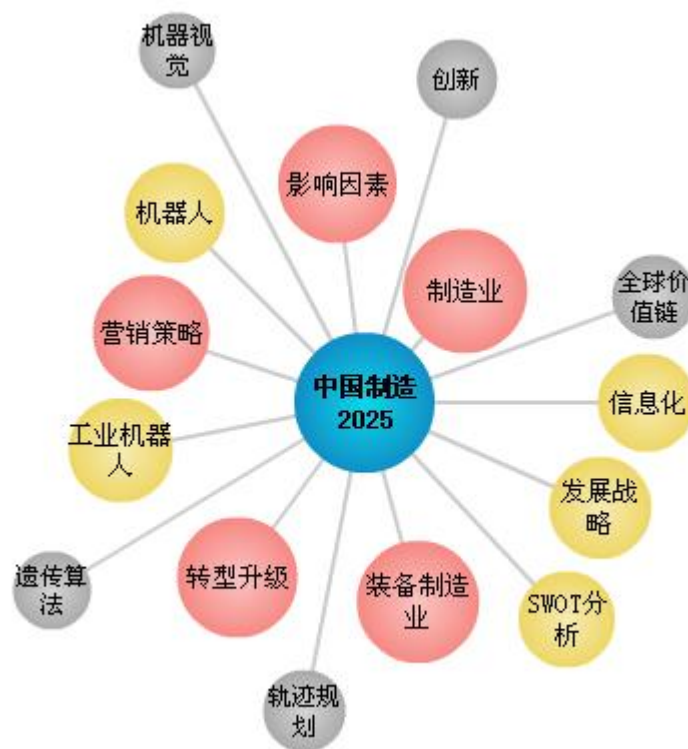 机器视
觉
创新
影响因素
机器人
制造业
全球价
值链
营销策略
中国制造
2025
信息化
工业机器
人
发展战
略
转型升级
装备制造
业
遗传算
法
SWOT分
析
轨迹规
划